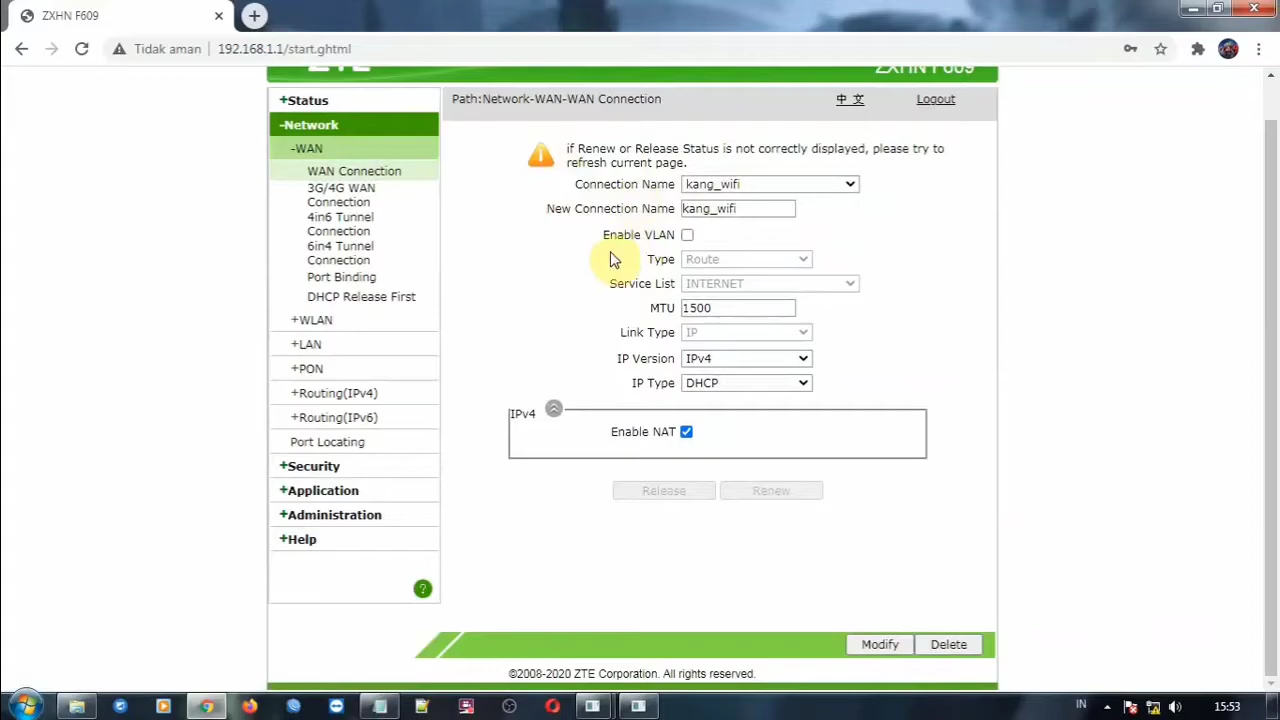 ZXHN F609
Tidak aman
192.168.1.1/start.ghtml
ZTE
ZXHN F609
+Status
-Network
-WAN
WAN Connection
3G/4G WAN
Connection
4in6 Tunnel
Connection
6in4 Tunnel
Connection
Port Binding
DHCP Release First
+WLAN
+LAN
+PON
+Routing(IPv4)
+Routing(IPv6)
Port Locating
+Security
+Application
+Administration
+Help
?
Path:Network-WAN-WAN Connection
中 文
Logout
if Renew or Release Status is not correctly displayed, please try to
refresh current page.
Connection Name kang_wifi
New Connection Name kang_wifi
Enable VLAN
Type Route
Service List INTERNET
MTU 1500
Link Type IP
IP Version IPv4
IP Type DHCP
IPv4
Enable NAT
Release Renew
Modify Delete
©2008-2020 ZTE Corporation. All rights reserved.
IN
15:53